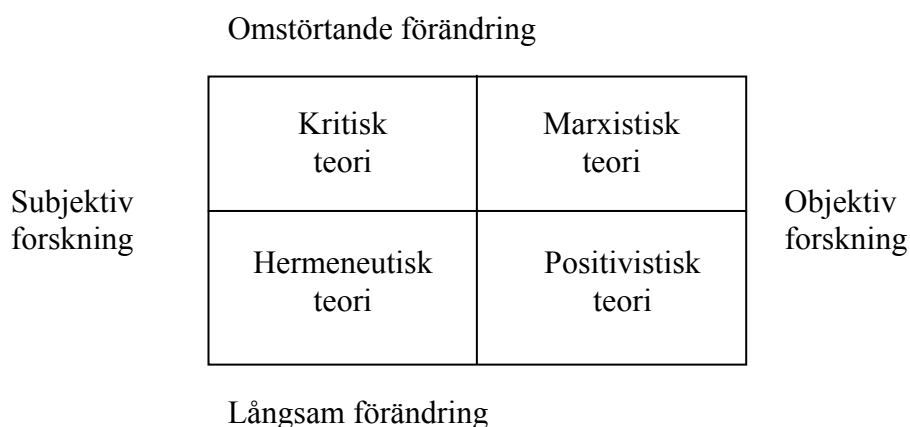 Omstörtande förändring
Kritisk
teori
Marxistisk
teori
Subjektiv
forskning
Objektiv
forskning
Hermeneutisk
teori
Positivistisk
teori
Långsam förändring